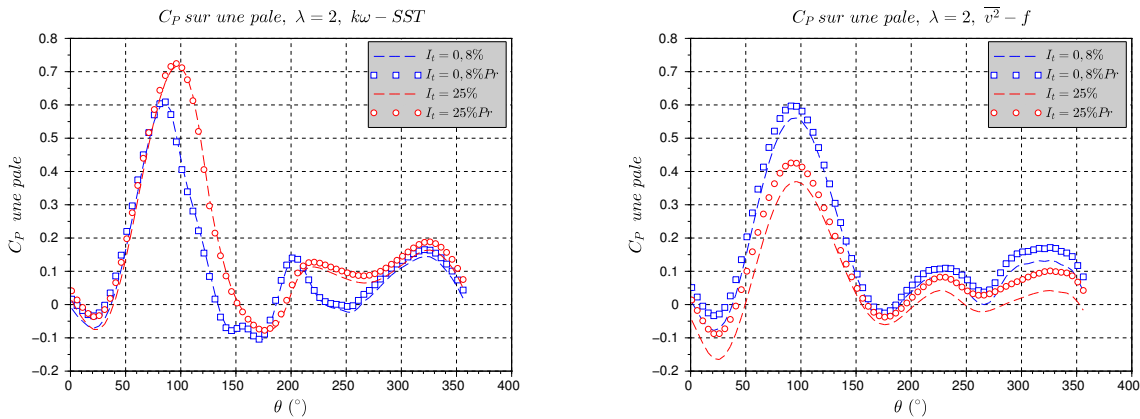 C_P sur une pale, λ = 2, kω − SST
0.8
0.7
0.6
0.5
0.4
0.3
0.2
0.1
0
−0.1
−0.2
C_P une pale
I_t = 0, 8%
I_t = 0, 8%Pr
I_t = 25%
I_t = 25%Pr
0 50 100 150 200 250 300 350 400
θ (°)
C_P sur une pale, λ = 2, \overline{v^2} − f
0.8
0.7
0.6
0.5
0.4
0.3
0.2
0.1
0
−0.1
−0.2
C_P une pale
I_t = 0, 8%
I_t = 0, 8%Pr
I_t = 25%
I_t = 25%Pr
0 50 100 150 200 250 300 350 400
θ (°)